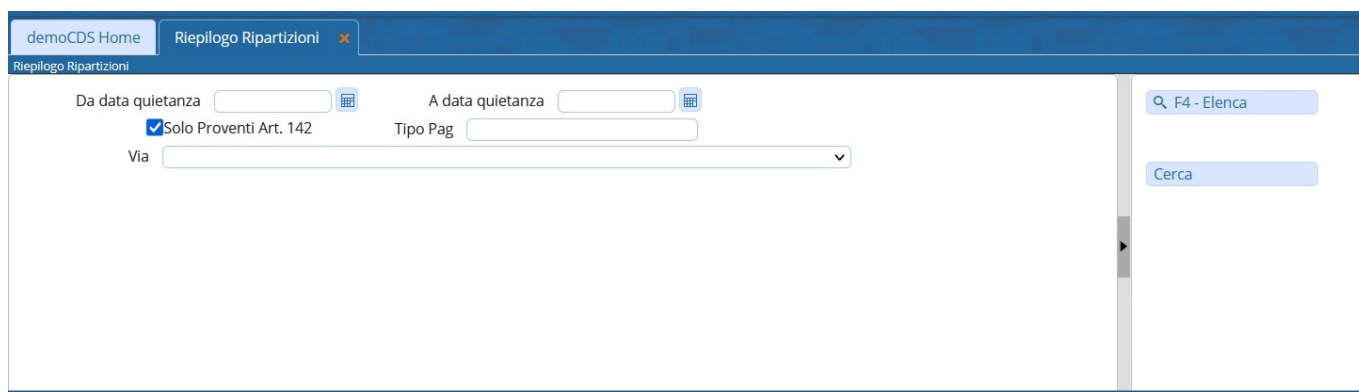 demoCDS Home Riepilogo Ripartizioni ×
Riepilogo Ripartizioni
Da data quietanza A data quietanza
Solo Proventi Art. 142 Tipo Pag
Via
F4 - Elenca
Cerca